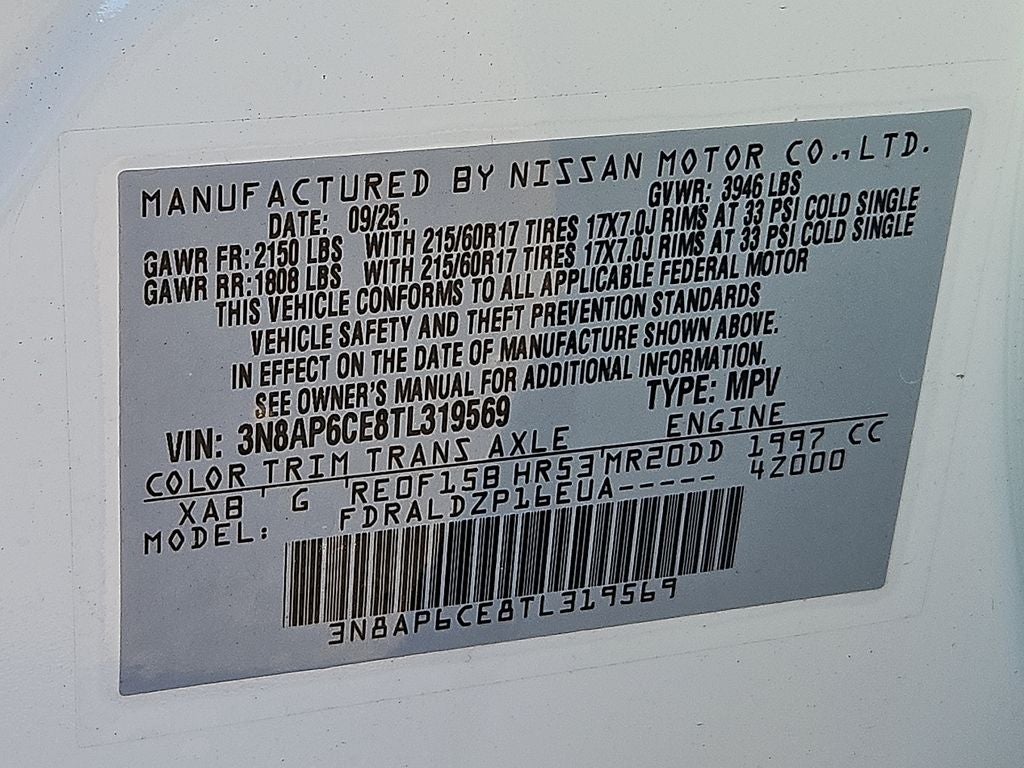 MANUFACTURED BY NISSAN MOTOR CO.,LTD.
DATE: 09/25. GVWR: 3946 LBS
GAWR FR: 2150 LBS WITH 215/60R17 TIRES 17X7.0J RIMS AT 33 PSI COLD SINGLE
GAWR RR: 1808 LBS WITH 215/60R17 TIRES 17X7.0J RIMS AT 33 PSI COLD SINGLE
THIS VEHICLE CONFORMS TO ALL APPLICABLE FEDERAL MOTOR
VEHICLE SAFETY AND THEFT PREVENTION STANDARDS
IN EFFECT ON THE DATE OF MANUFACTURE SHOWN ABOVE.
SEE OWNER'S MANUAL FOR ADDITIONAL INFORMATION.
VIN: 3N8AP6CE8TL319569 TYPE: MPV
COLOR TRIM TRANS AXLE ENGINE
XAB G RE0F15B HR53 MR20DD 1997 CC
MODEL: FDRALDZP16EUA----- 42000
3N8AP6CE8TL319569